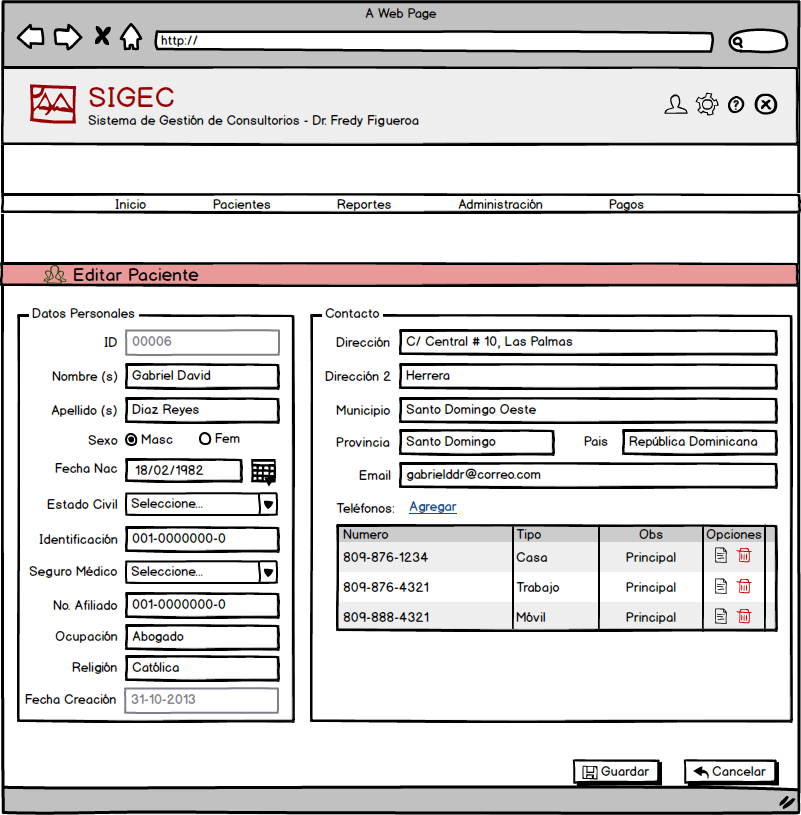 A Web Page
http://
SIGEC
Sistema de Gestión de Consultorios - Dr. Fredy Figueroa
Inicio Pacientes Reportes Administración Pagos
Editar Paciente
Datos Personales
ID 00006
Nombre (s) Gabriel David
Apellido (s) Diaz Reyes
Sexo Masc Fem
Fecha Nac 18/02/1982
Estado Civil Seleccione...
Identificación 001-0000000-0
Seguro Médico Seleccione...
No. Afiliado 001-0000000-0
Ocupación Abogado
Religión Católica
Fecha Creación 31-10-2013
Contacto
Dirección C/ Central # 10, Las Palmas
Dirección 2 Herrera
Municipio Santo Domingo Oeste
Provincia Santo Domingo Pais República Dominicana
Email gabrielddr@correo.com
Teléfonos: Agregar
Numero Tipo Obs Opciones
809-876-1234 Casa Principal
809-876-4321 Trabajo Principal
809-888-4321 Móvil Principal
Guardar Cancelar